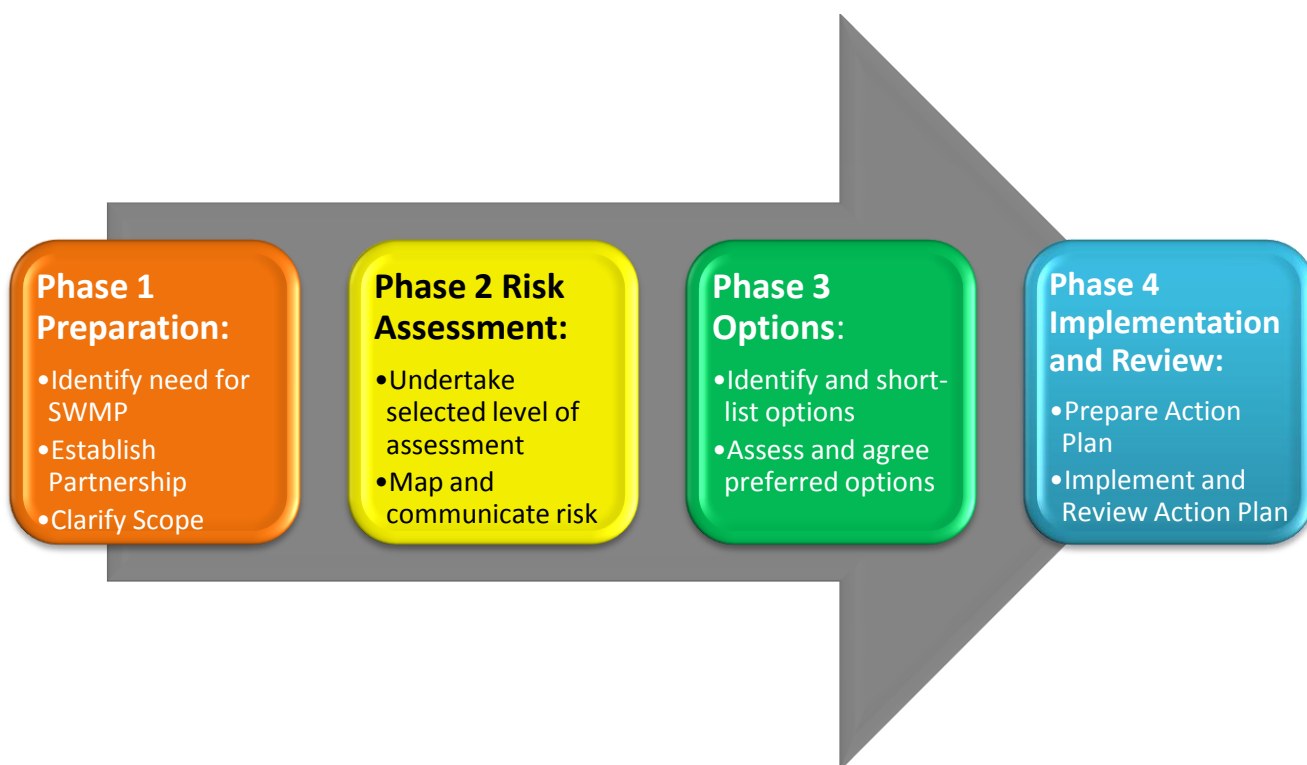 Phase 1
Preparation:
•Identify need for
SWMP
•Establish
Partnership
•Clarify Scope
Phase 2 Risk
Assessment:
•Undertake
selected level of
assessment
•Map and
communicate risk
Phase 3
Options:
•Identify and short-
list options
•Assess and agree
preferred options
Phase 4
Implementation
and Review:
•Prepare Action
Plan
•Implement and
Review Action Plan